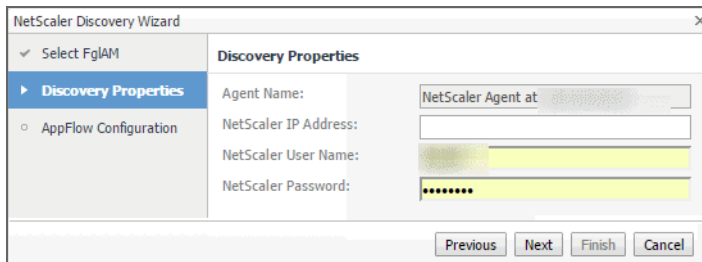 NetScaler Discovery Wizard
Select FglAM
Discovery Properties
AppFlow Configuration
Discovery Properties
Agent Name:
NetScaler Agent at
NetScaler IP Address:
NetScaler User Name:
NetScaler Password:
••••••••
Previous Next Finish Cancel